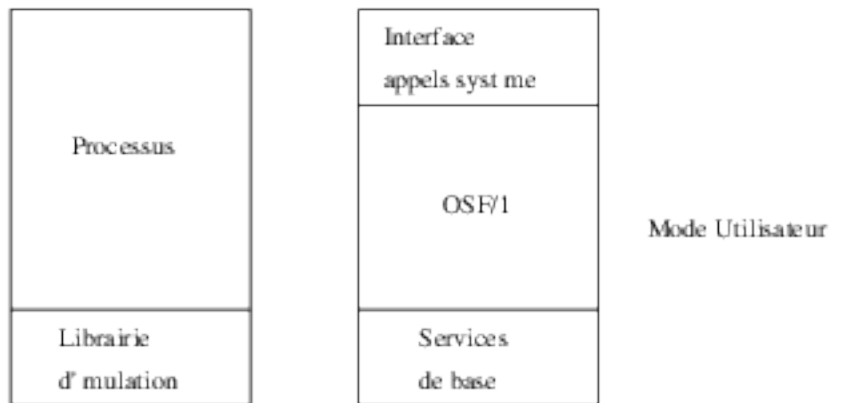 Interface
appels syst me
Processus
OSF/1
Mode Utilisateur
Librairie
d' mulation
Services
de base